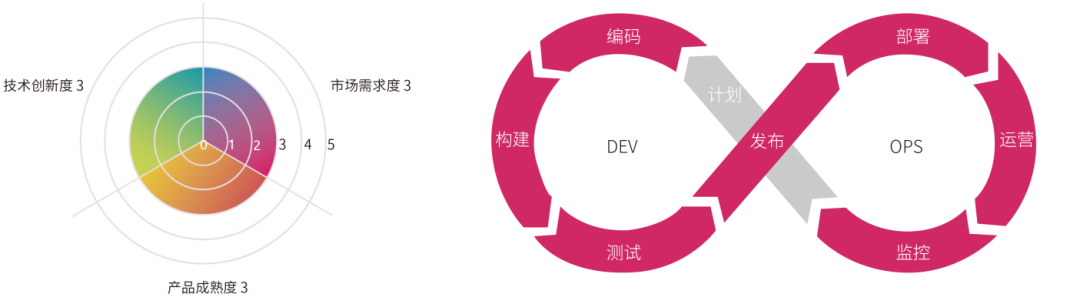 技术创新度 3
市场需求度 3
0 1 2 3 4 5
产品成熟度 3
编码
计划
构建
DEV
测试
发布
部署
OPS
运营
监控